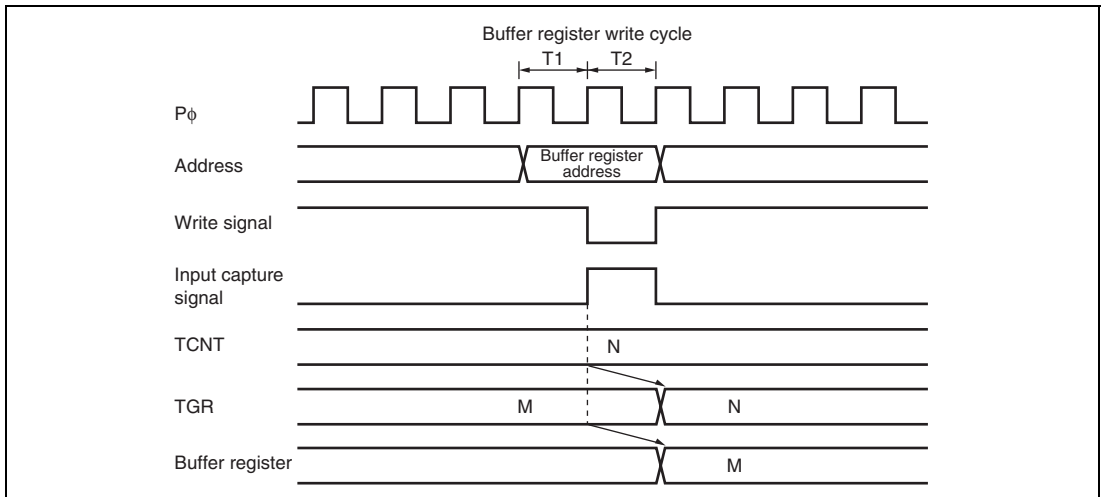 Buffer register write cycle
T1 T2
Pϕ
Address
Buffer register
address
Write signal
Input capture
signal
TCNT
N
TGR
M N
Buffer register
M